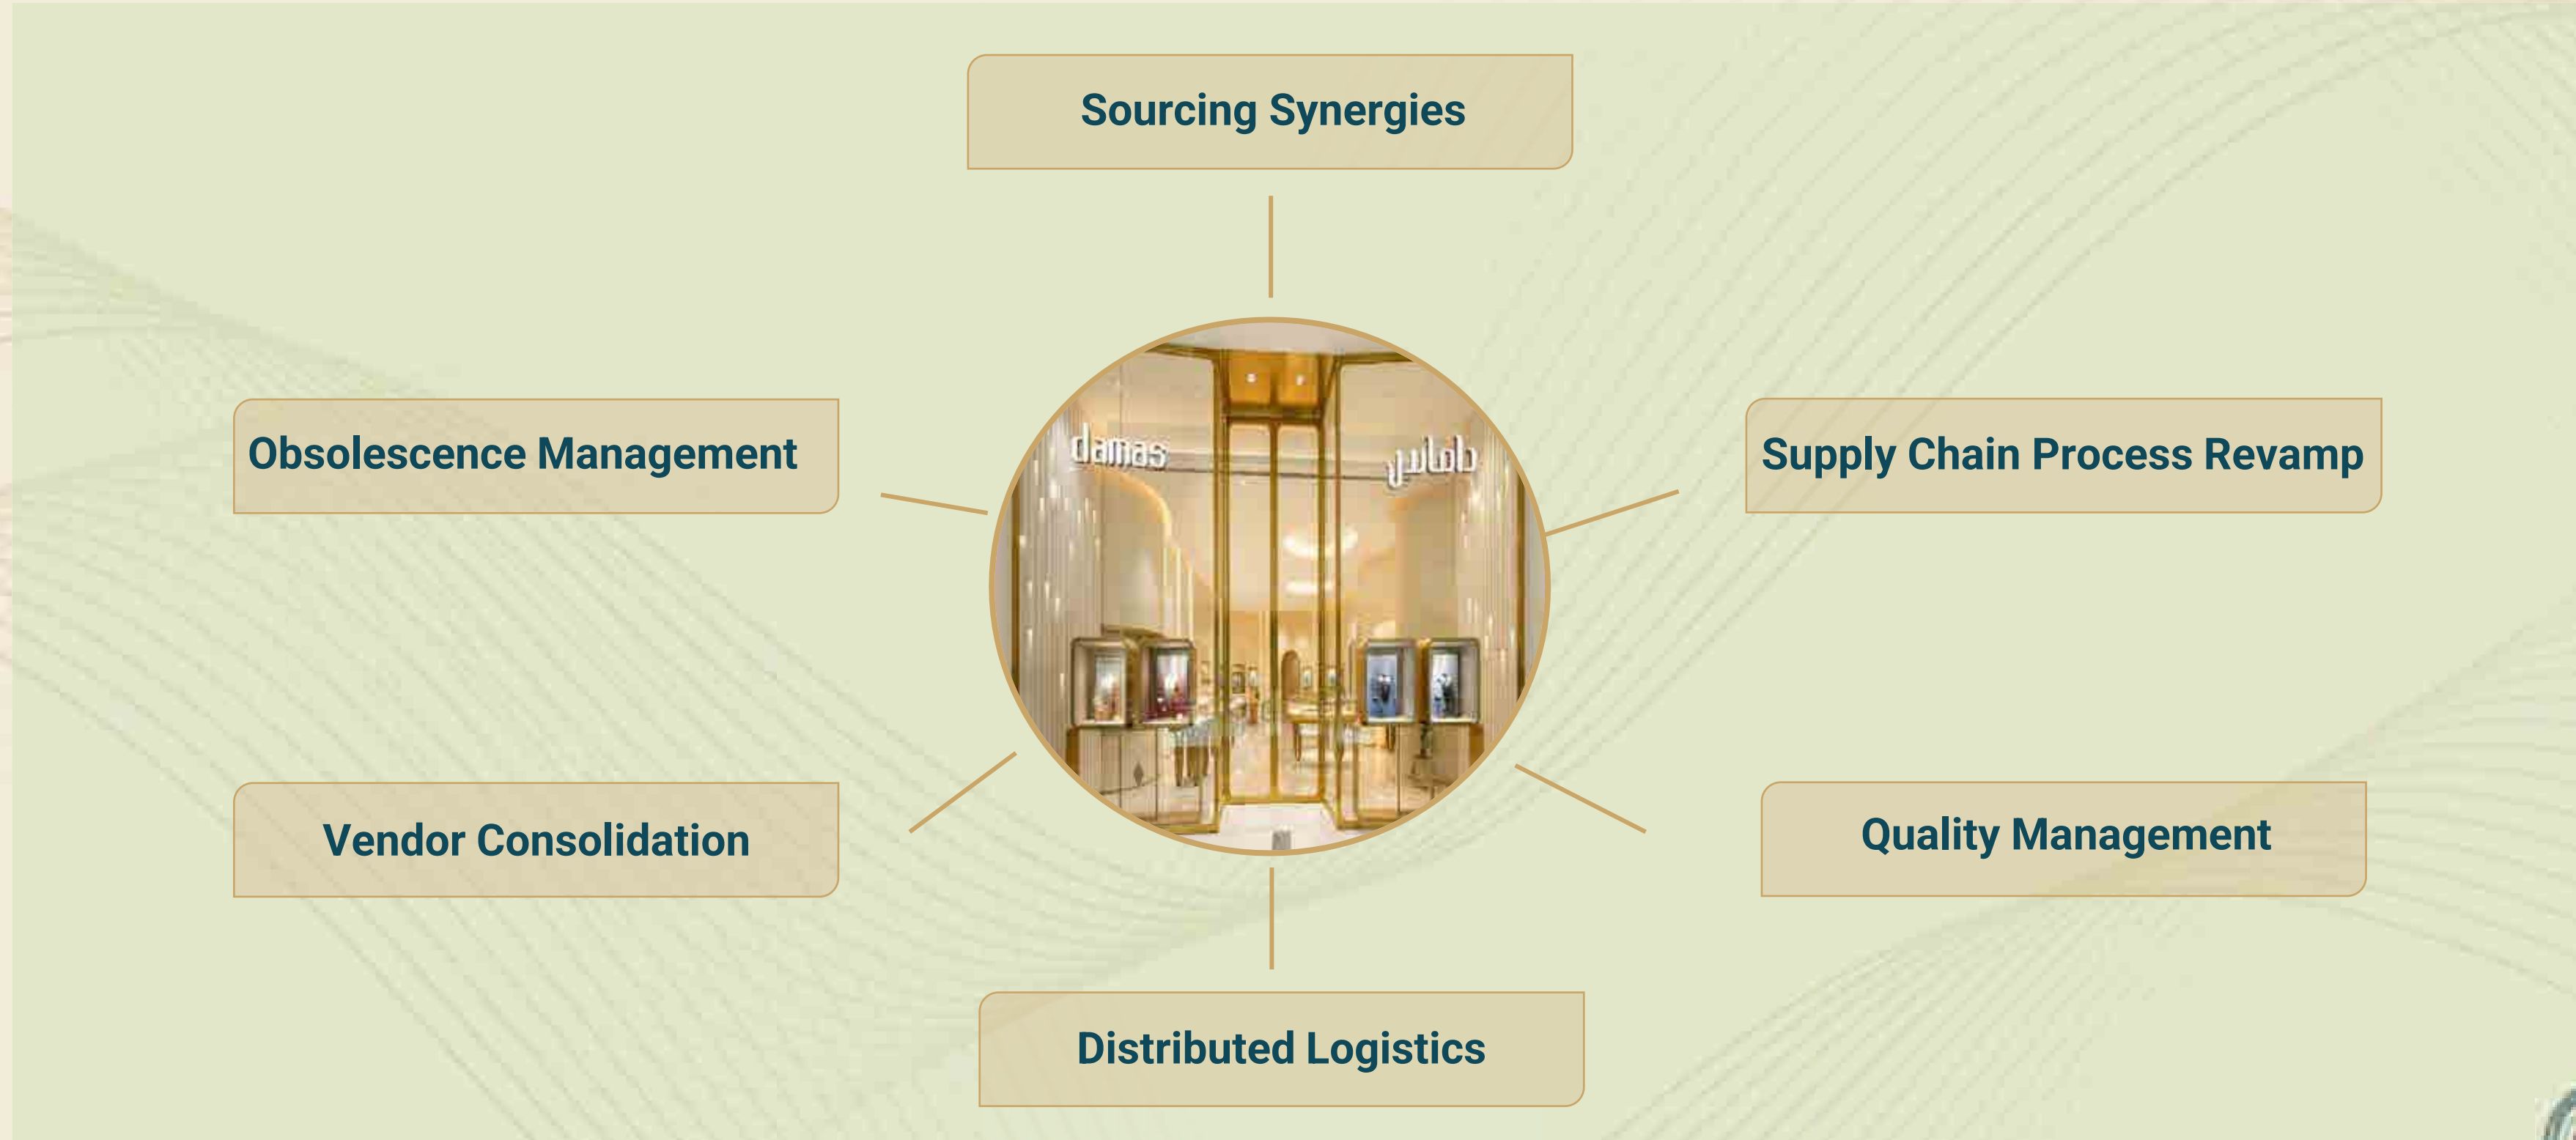 Sourcing Synergies
Obsolescence Management
Supply Chain Process Revamp
damas
داماس
Vendor Consolidation
Quality Management
Distributed Logistics